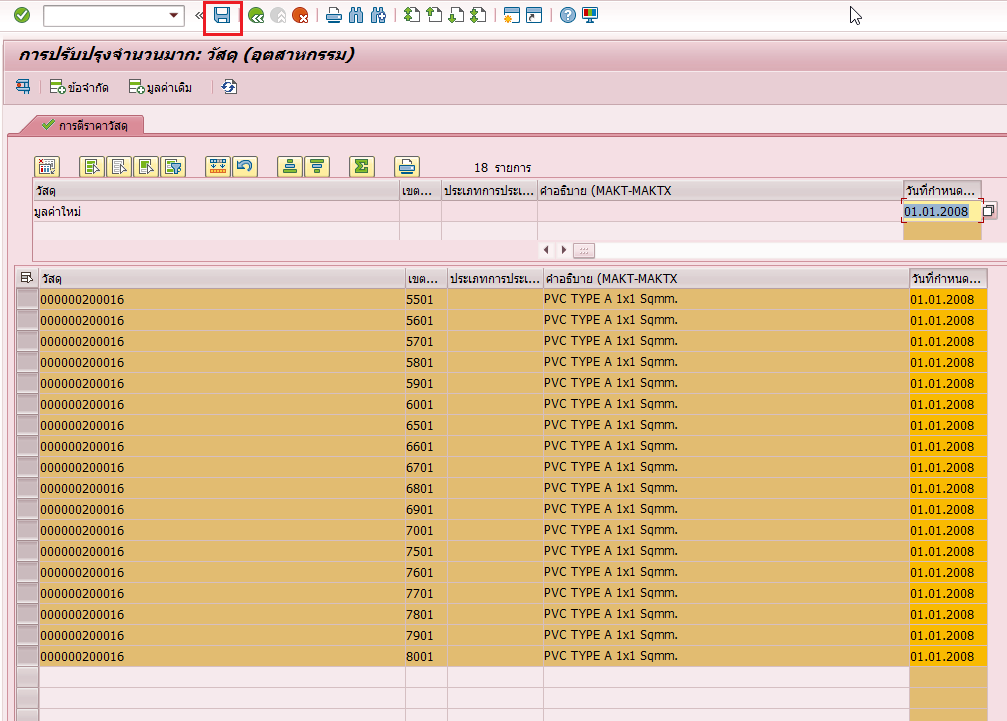 การปรับปรุงจำนวนมาก: วัสดุ (อุตสาหกรรม)
ข้อจำกัด มูลค่าเดิม
การตีราคาวัสดุ
18 รายการ
วัสดุ เขต... ประเภทการประเ... คำอธิบาย (MAKT-MAKTX วันที่กำหนด...
มูลค่าใหม่ 01.01.2008
วัสดุ เขต... ประเภทการประเ... คำอธิบาย (MAKT-MAKTX วันที่กำหนด...
000000200016 5501 PVC TYPE A 1x1 Sqmm. 01.01.2008
000000200016 5601 PVC TYPE A 1x1 Sqmm. 01.01.2008
000000200016 5701 PVC TYPE A 1x1 Sqmm. 01.01.2008
000000200016 5801 PVC TYPE A 1x1 Sqmm. 01.01.2008
000000200016 5901 PVC TYPE A 1x1 Sqmm. 01.01.2008
000000200016 6001 PVC TYPE A 1x1 Sqmm. 01.01.2008
000000200016 6501 PVC TYPE A 1x1 Sqmm. 01.01.2008
000000200016 6601 PVC TYPE A 1x1 Sqmm. 01.01.2008
000000200016 6701 PVC TYPE A 1x1 Sqmm. 01.01.2008
000000200016 6801 PVC TYPE A 1x1 Sqmm. 01.01.2008
000000200016 6901 PVC TYPE A 1x1 Sqmm. 01.01.2008
000000200016 7001 PVC TYPE A 1x1 Sqmm. 01.01.2008
000000200016 7501 PVC TYPE A 1x1 Sqmm. 01.01.2008
000000200016 7601 PVC TYPE A 1x1 Sqmm. 01.01.2008
000000200016 7701 PVC TYPE A 1x1 Sqmm. 01.01.2008
000000200016 7801 PVC TYPE A 1x1 Sqmm. 01.01.2008
000000200016 7901 PVC TYPE A 1x1 Sqmm. 01.01.2008
000000200016 8001 PVC TYPE A 1x1 Sqmm. 01.01.2008